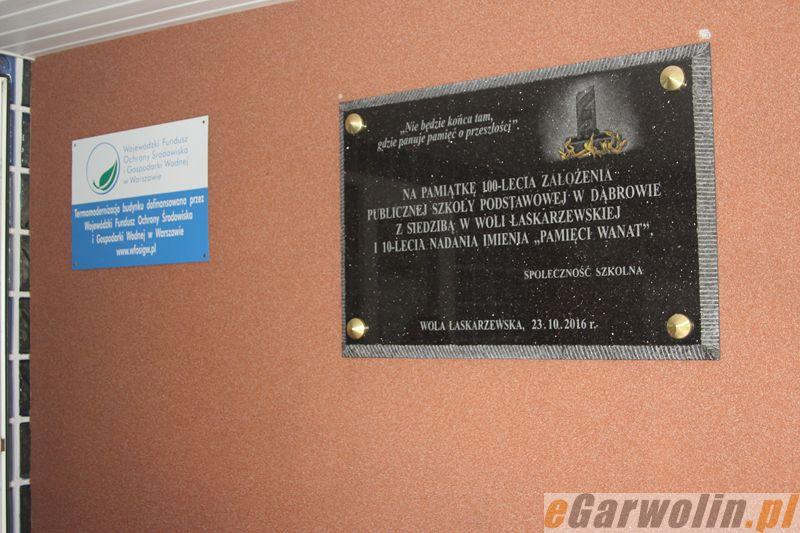 Wojewódzki Fundusz
Ochrony Środowiska
i Gospodarki Wodnej
w Warszawie
Termomodernizacja budynku dofinansowana przez
Wojewódzki Fundusz Ochrony Środowiska
i Gospodarki Wodnej w Warszawie
www.wfosigw.pl
„Nie będzie końca tam,
gdzie panuje pamięć o przeszłości”.
NA PAMIĄTKĘ 100-LECIA ZAŁOŻENIA
PUBLICZNEJ SZKOŁY PODSTAWOWEJ W DĄBROWIE
Z SIEDZIBĄ W WOLI ŁASKARZEWSKIEJ
I 10-LECIA NADANIA IMIENIA „PAMIĘCI WANAT”.
SPOŁECZNOŚĆ SZKOLNA
WOLA ŁASKARZEWSKA, 23.10.2016 r.
eGarwolin.pl